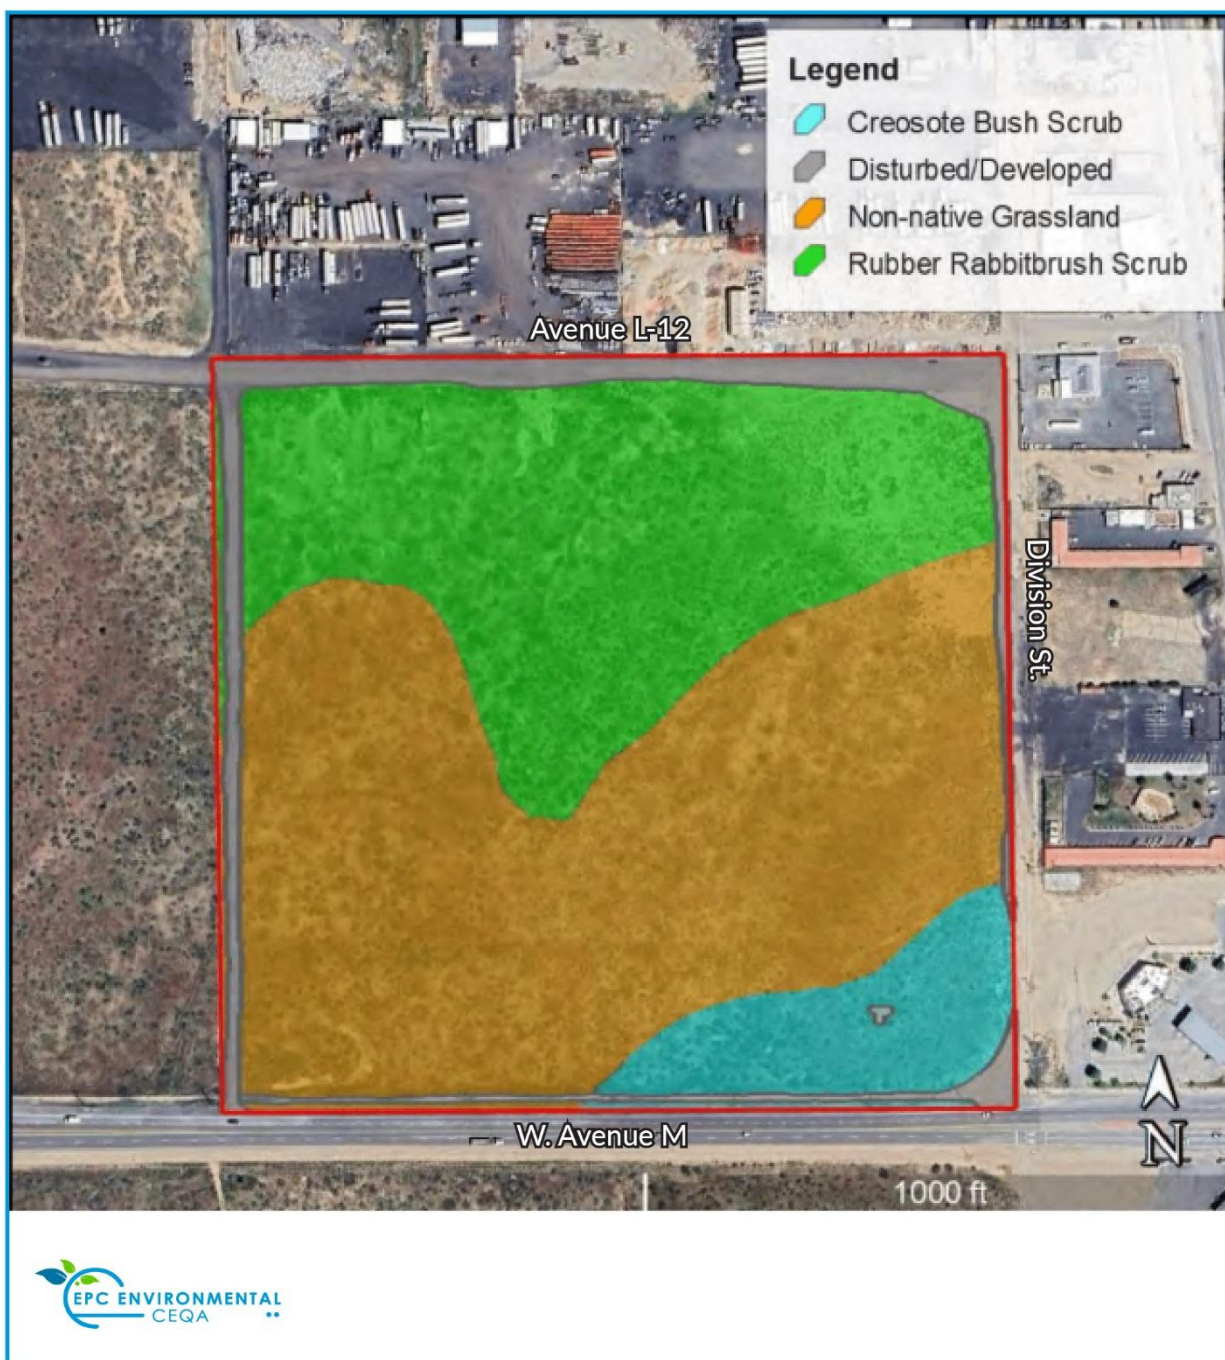 Legend
Creosote Bush Scrub
Disturbed/Developed
Non-native Grassland
Rubber Rabbitbrush Scrub
Avenue L-12
Division St.
W. Avenue M
N
1000 ft
EPC ENVIRONMENTAL
CEQA